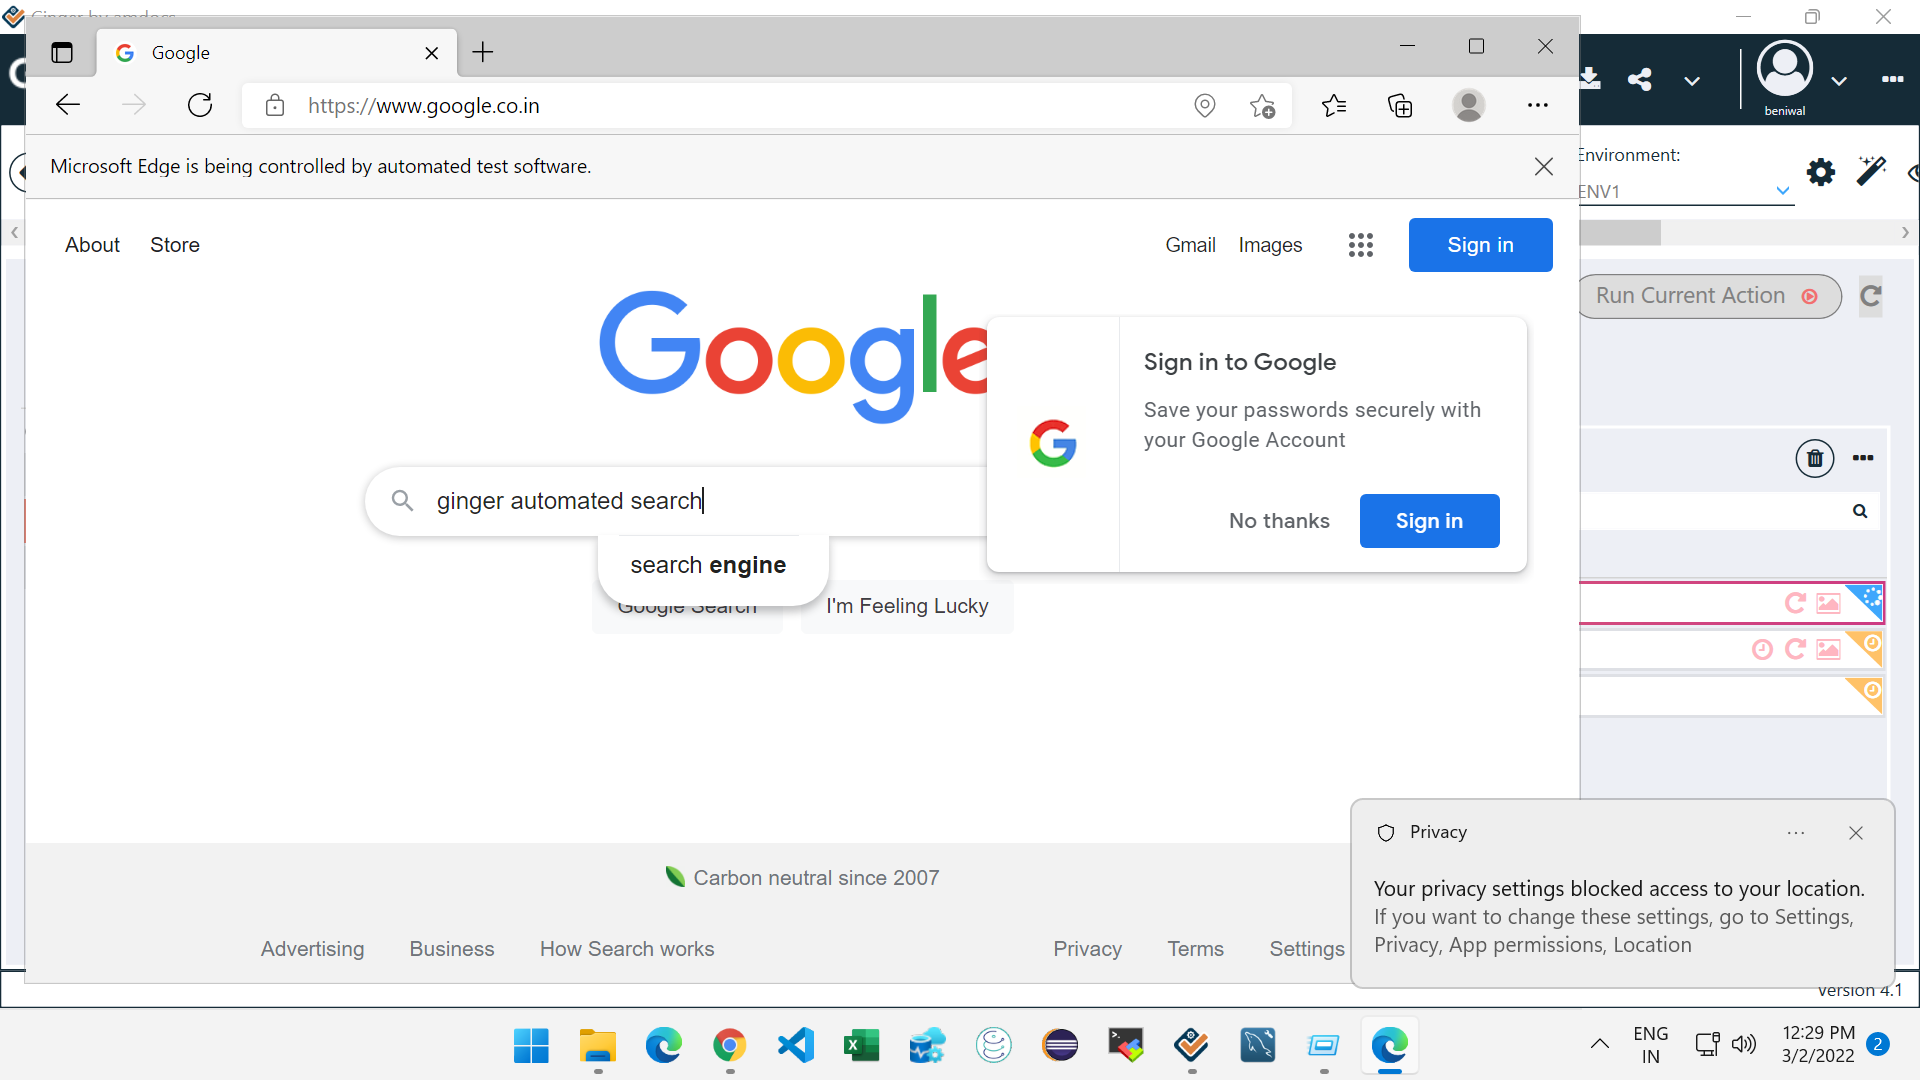 Google
https://www.google.co.in
beniwal
Microsoft Edge is being controlled by automated test software.
Environment:
ENV1
About Store
Gmail Images
Sign in
Run Current Action
Google
Sign in to Google
Save your passwords securely with
your Google Account
No thanks
Sign in
ginger automated search
search engine
Google Search
I'm Feeling Lucky
Carbon neutral since 2007
Advertising Business How Search works
Privacy Terms Settings
Privacy
Your privacy settings blocked access to your location.
If you want to change these settings, go to Settings,
Privacy, App permissions, Location
Version 4.1
ENG
IN
12:29 PM
3/2/2022
2